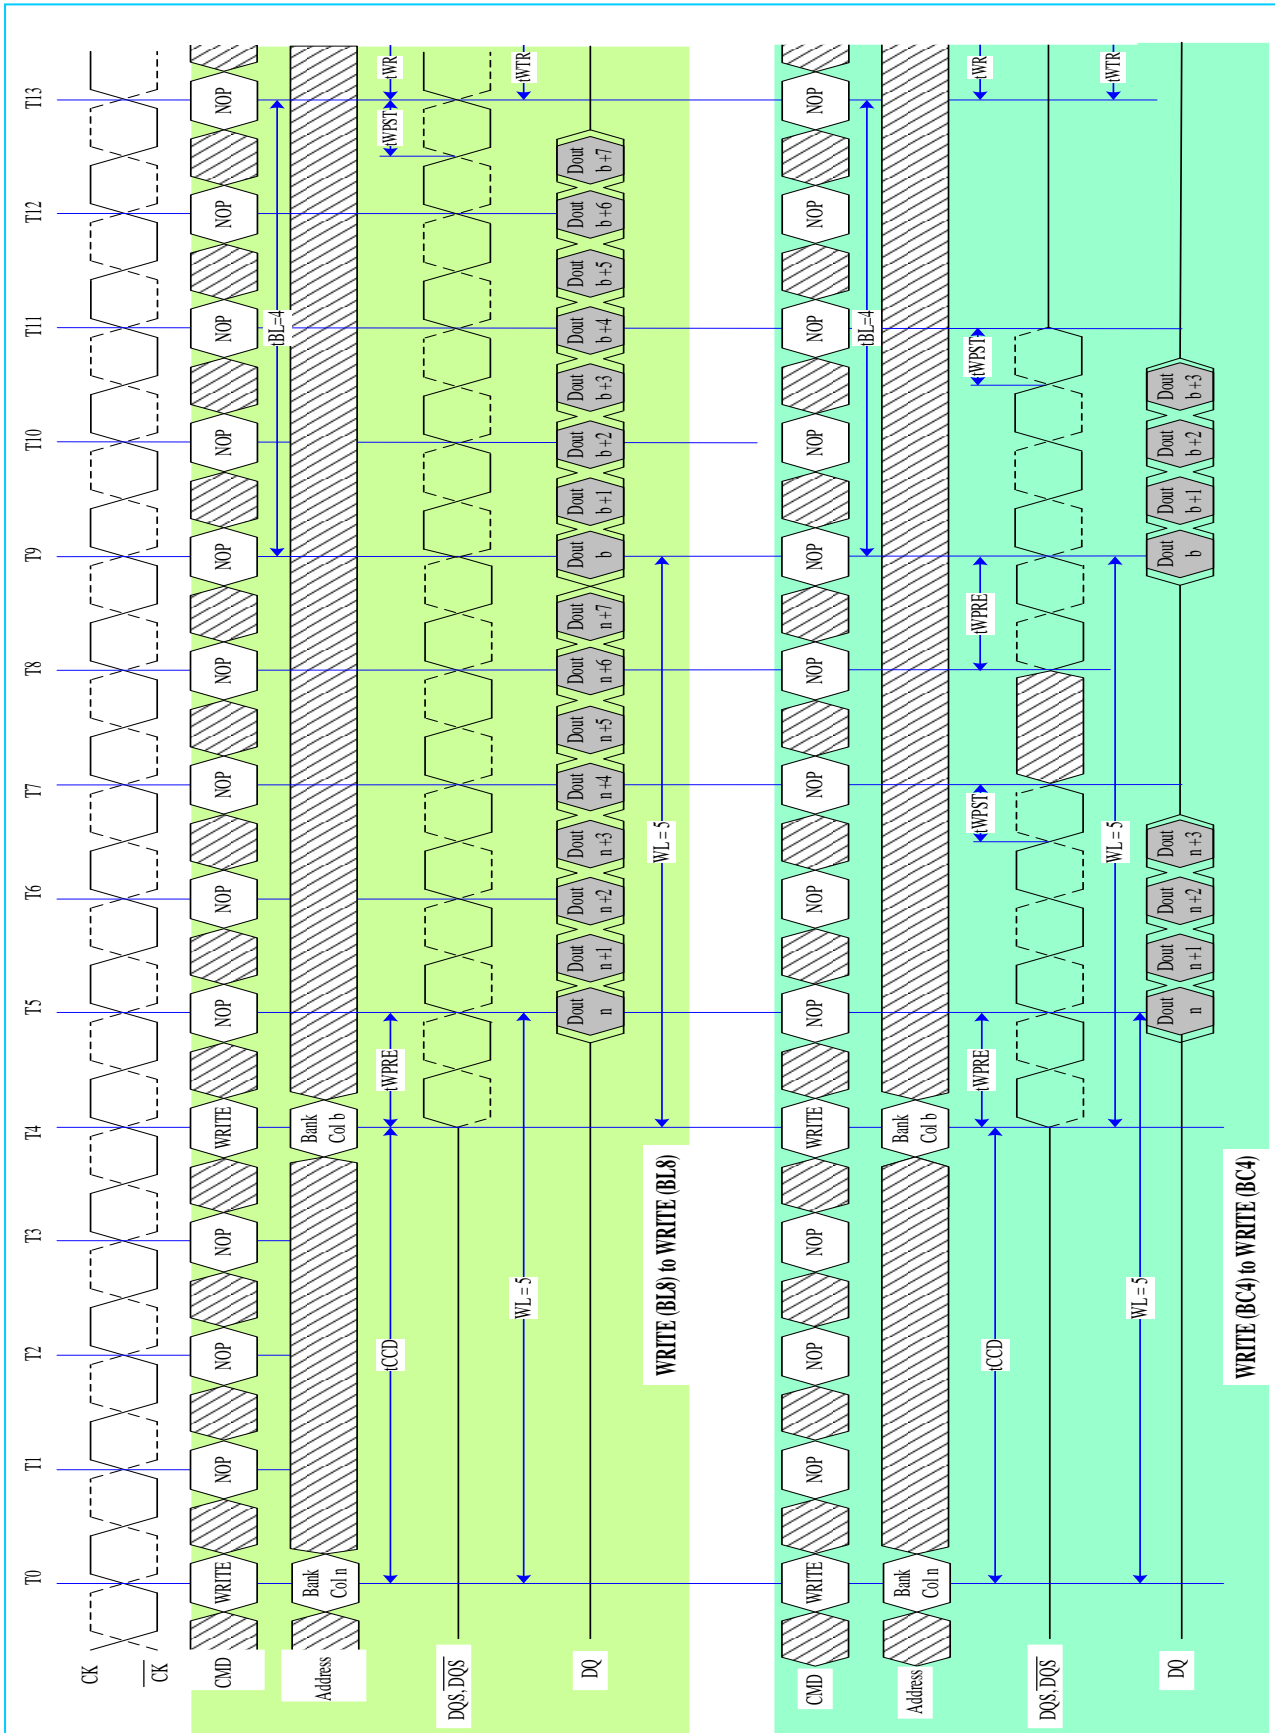 T0 T1 T2 T3 T4 T5 T6 T7 T8 T9 T10 T11 T12 T13
CK
C̅K̅
CMD WRITE NOP NOP NOP WRITE NOP NOP NOP NOP NOP NOP NOP NOP NOP
tBL=4
Address Bank Bank
Col n Col b
tCCD tWPRE tWPST tWR
DQS, D̅Q̅S̅
WL = 5 tWTR
DQ Dout Dout Dout Dout Dout Dout Dout Dout Dout Dout Dout Dout Dout Dout Dout Dout
n n+1 n+2 n+3 n+4 n+5 n+6 n+7 b b+1 b+2 b+3 b+4 b+5 b+6 b+7
WRITE (BL8) to WRITE (BL8) WL = 5
CMD WRITE NOP NOP NOP WRITE NOP NOP NOP NOP NOP NOP NOP NOP NOP
tBL=4
Address Bank Bank
Col n Col b
tCCD tWPRE tWPST tWPRE tWPST tWR
DQS, D̅Q̅S̅
WL = 5 WL = 5 tWTR
DQ Dout Dout Dout Dout Dout Dout Dout Dout
n n+1 n+2 n+3 b b+1 b+2 b+3
WRITE (BC4) to WRITE (BC4)